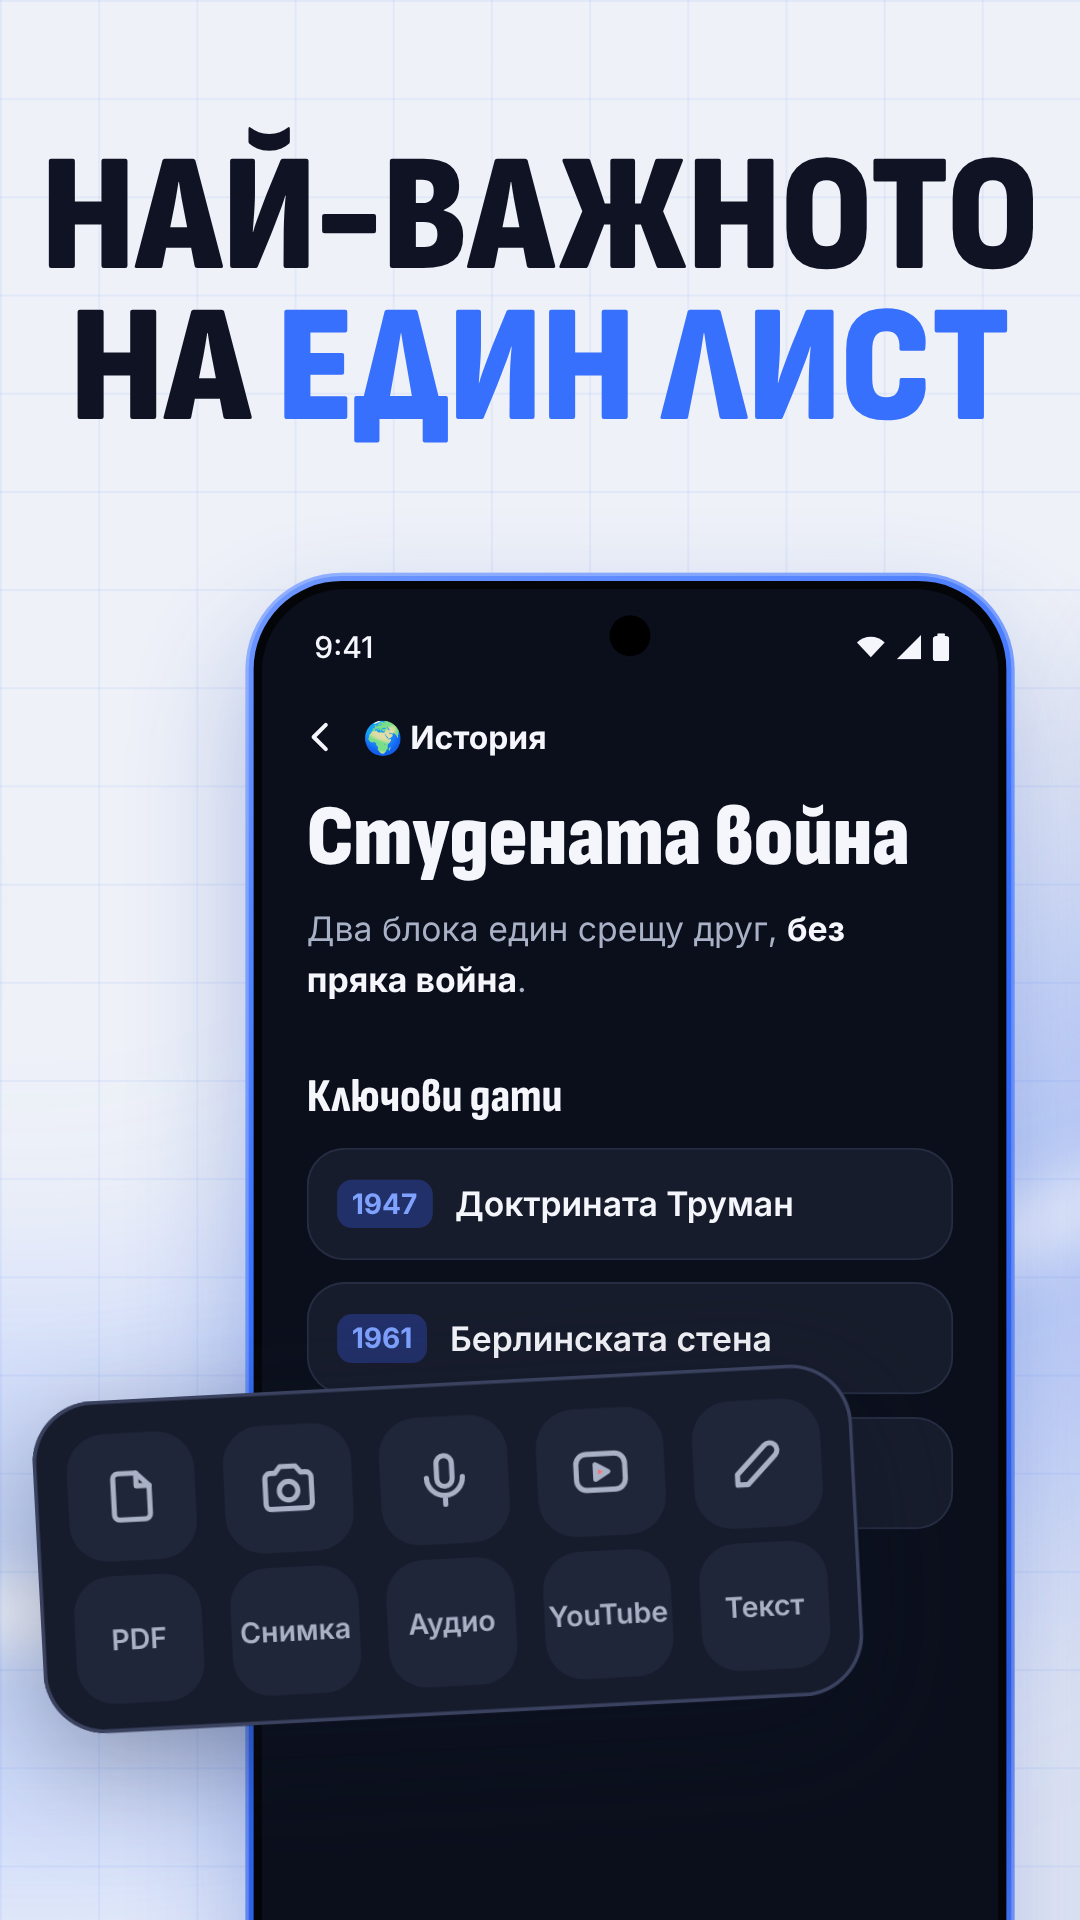 НАЙ-ВАЖНОТО
НА ЕДИН ЛИСТ
9:41
История
Студената война
Два блока един срещу друг, без
пряка война.
Ключови дати
1947 Доктрината Труман
1961 Берлинската стена
PDF Снимка Аудио YouTube Текст